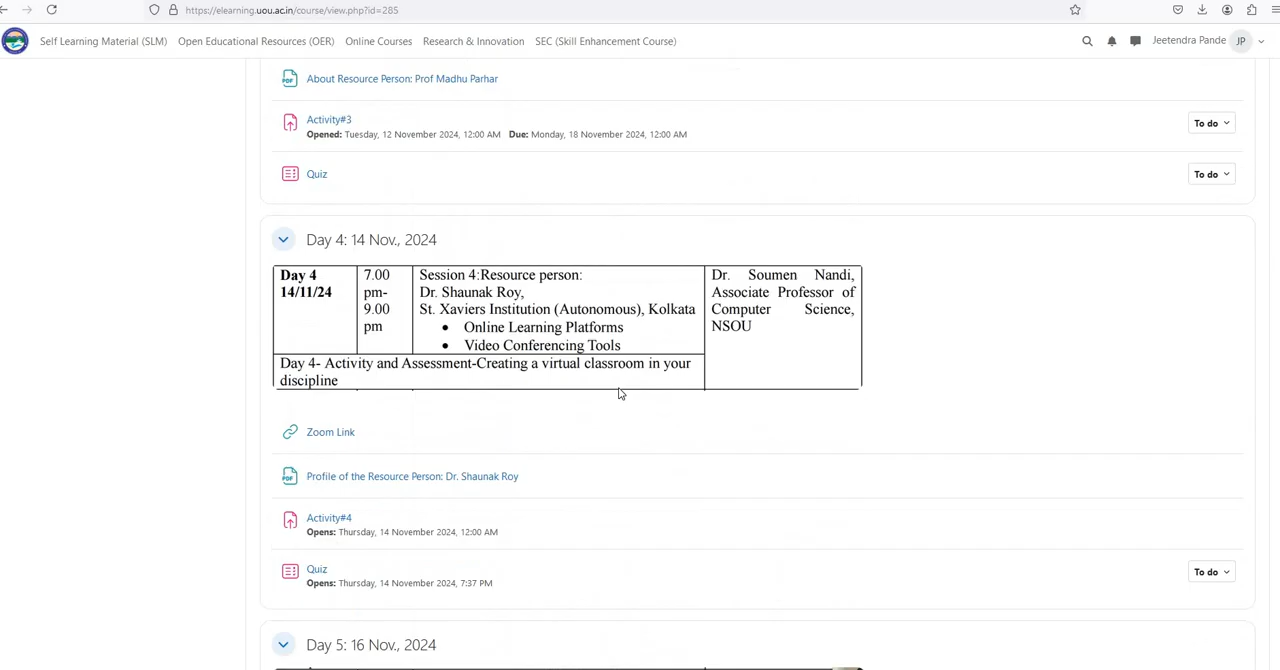 https://elearning.uou.ac.in/course/view.php?id=285
Self Learning Material (SLM) Open Educational Resources (OER) Online Courses Research & Innovation SEC (Skill Enhancement Course) Jeetendra Pande JP
About Resource Person: Prof Madhu Parhar
Activity#3
Opened: Tuesday, 12 November 2024, 12:00 AM Due: Monday, 18 November 2024, 12:00 AM
To do
Quiz
To do
Day 4: 14 Nov., 2024
Day 4
14/11/24
7.00
pm-
9.00
pm
Session 4:Resource person:
Dr. Shaunak Roy,
St. Xaviers Institution (Autonomous), Kolkata
• Online Learning Platforms
• Video Conferencing Tools
Dr. Soumen Nandi,
Associate Professor of
Computer Science,
NSOU
Day 4- Activity and Assessment-Creating a virtual classroom in your
discipline
Zoom Link
PDF
Profile of the Resource Person: Dr. Shaunak Roy
Activity#4
Opens: Thursday, 14 November 2024, 12:00 AM
Quiz
Opens: Thursday, 14 November 2024, 7:37 PM
To do
Day 5: 16 Nov., 2024